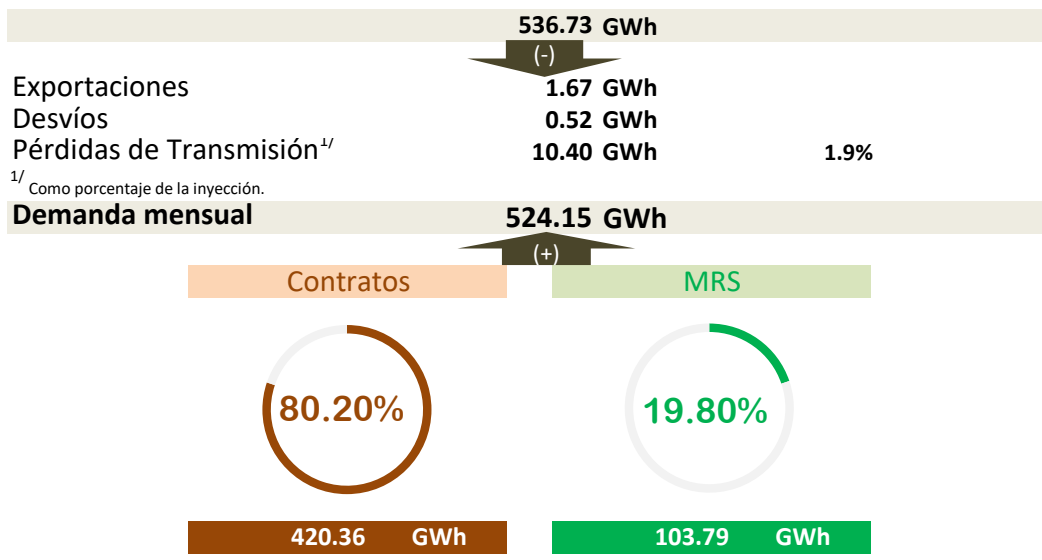 536.73 GWh
(-)
Exportaciones 1.67 GWh
Desvíos 0.52 GWh
Pérdidas de Transmisión 1/ 10.40 GWh 1.9%
1/ Como porcentaje de la inyección.
Demanda mensual 524.15 GWh
(+)
Contratos MRS
80.20% 19.80%
420.36 GWh 103.79 GWh